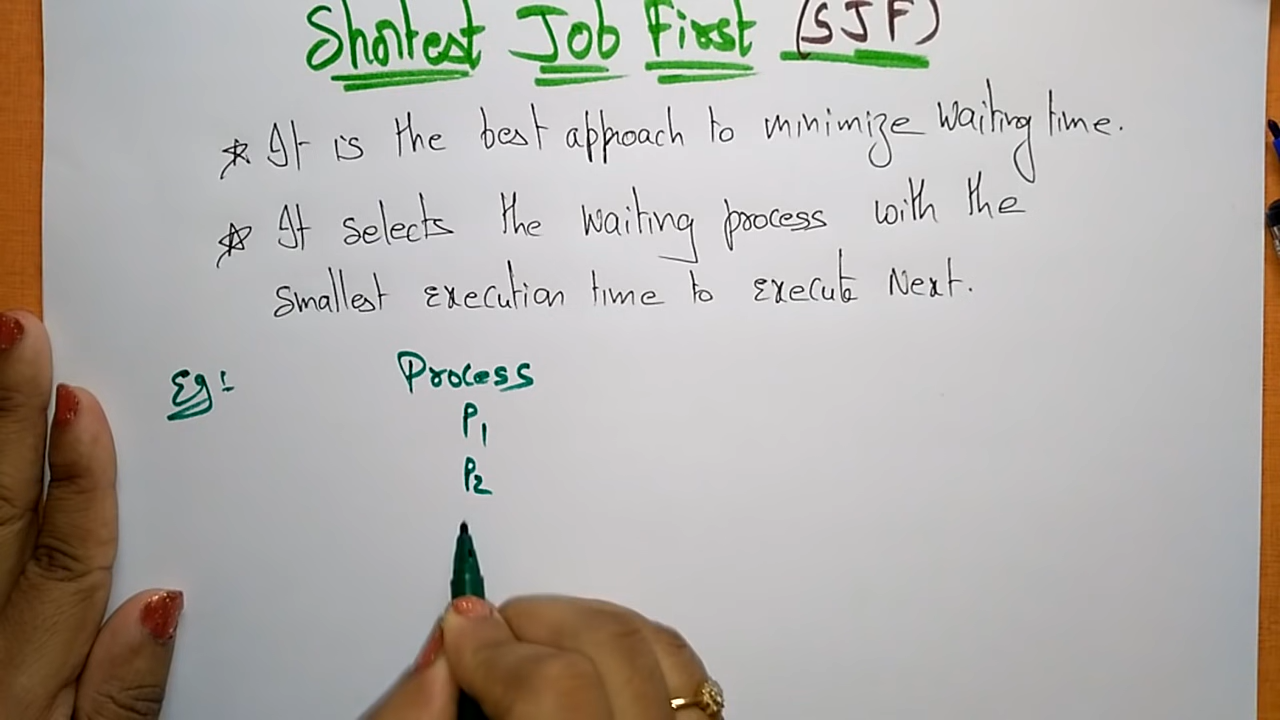 Shortest Job First (SJF)
* It is the best approach to minimize waiting time.
* It selects the waiting process with the
smallest execution time to execute Next.
Eg:
Process
P1
P2